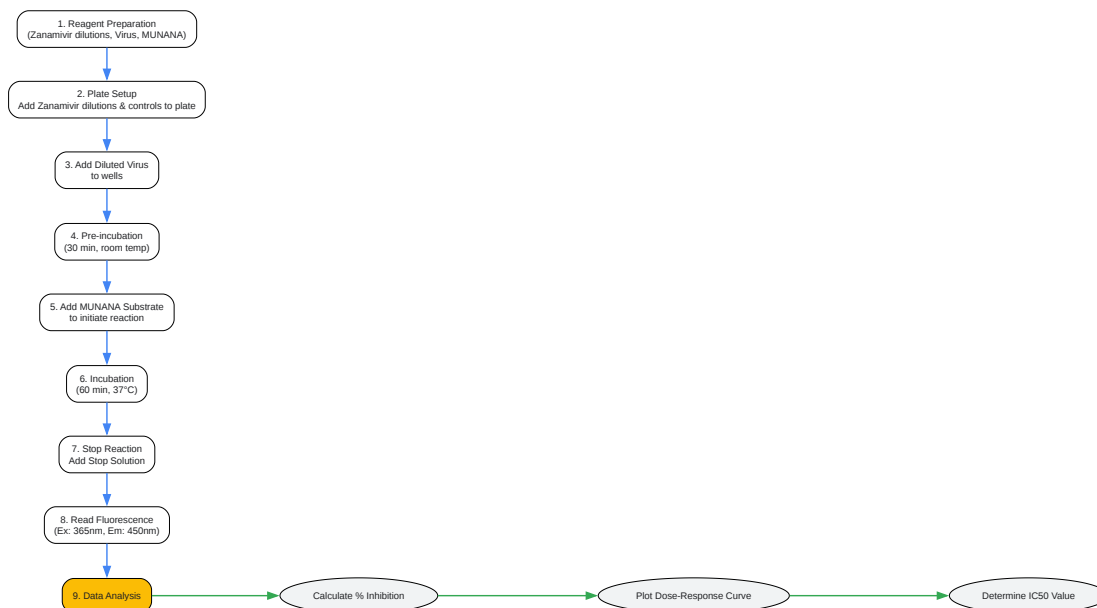 1. Reagent Preparation
(Zanamivir dilutions, Virus, MUNANA)
2. Plate Setup
Add Zanamivir dilutions & controls to plate
3. Add Diluted Virus
to wells
4. Pre-incubation
(30 min, room temp)
5. Add MUNANA Substrate
to initiate reaction
6. Incubation
(60 min, 37°C)
7. Stop Reaction
Add Stop Solution
8. Read Fluorescence
(Ex: 365nm, Em: 450nm)
9. Data Analysis
Calculate % Inhibition
Plot Dose-Response Curve
Determine IC50 Value